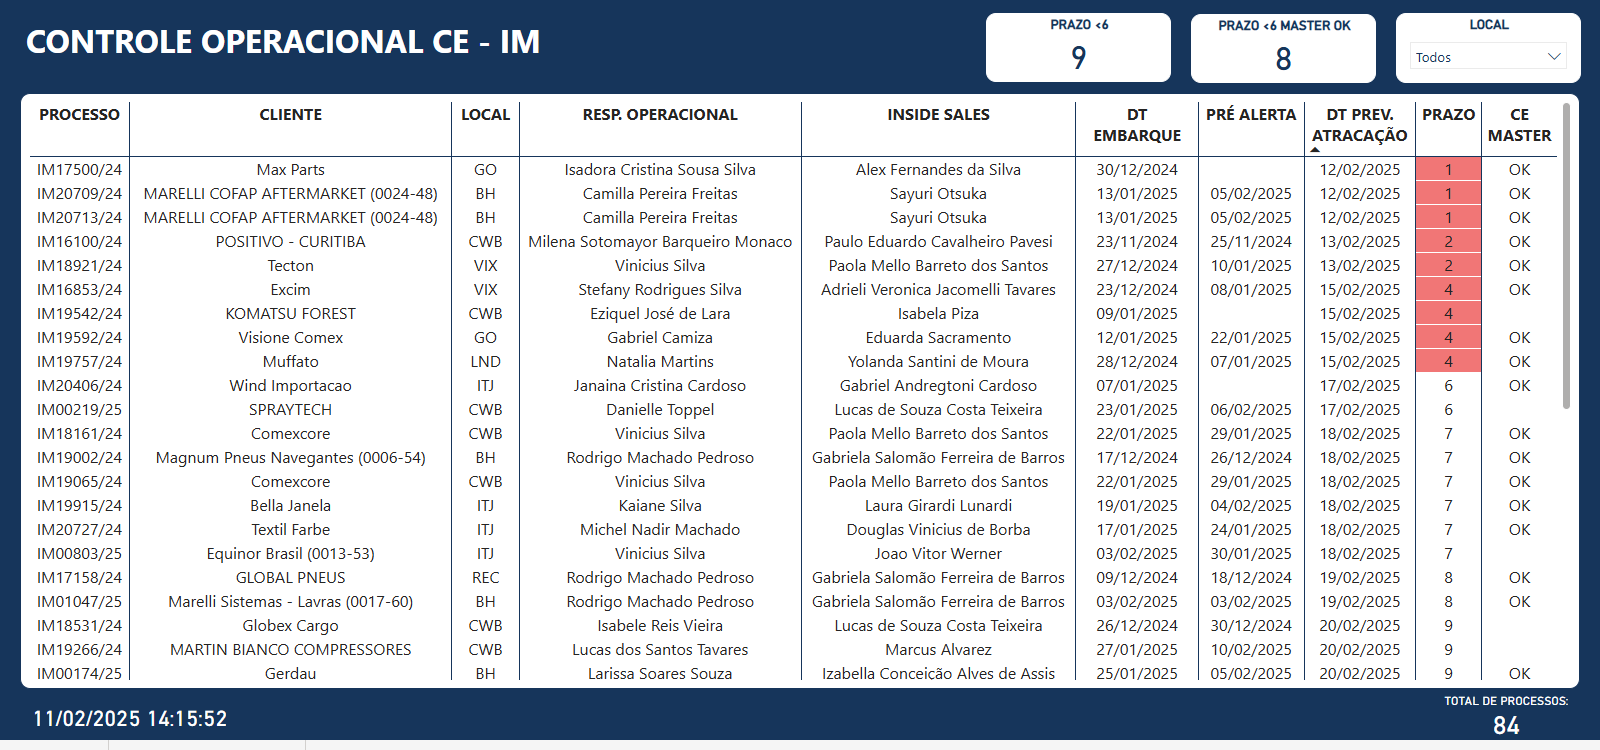 CONTROLE OPERACIONAL CE - IM
PRAZO <6
9
PRAZO <6 MASTER OK
8
LOCAL
Todos
PROCESSO CLIENTE LOCAL RESP. OPERACIONAL INSIDE SALES DT EMBARQUE PRÉ ALERTA DT PREV. ATRACAÇÃO PRAZO CE MASTER
IM17500/24 Max Parts GO Isadora Cristina Sousa Silva Alex Fernandes da Silva 30/12/2024 12/02/2025 1 OK
IM20709/24 MARELLI COFAP AFTERMARKET (0024-48) BH Camilla Pereira Freitas Sayuri Otsuka 13/01/2025 05/02/2025 12/02/2025 1 OK
IM20713/24 MARELLI COFAP AFTERMARKET (0024-48) BH Camilla Pereira Freitas Sayuri Otsuka 13/01/2025 05/02/2025 12/02/2025 1 OK
IM16100/24 POSITIVO - CURITIBA CWB Milena Sotomayor Barqueiro Monaco Paulo Eduardo Cavalheiro Pavesi 23/11/2024 25/11/2024 13/02/2025 2 OK
IM18921/24 Tecton VIX Vinicius Silva Paola Mello Barreto dos Santos 27/12/2024 10/01/2025 13/02/2025 2 OK
IM16853/24 Excim VIX Stefany Rodrigues Silva Adrieli Veronica Jacomelli Tavares 23/12/2024 08/01/2025 15/02/2025 4 OK
IM19542/24 KOMATSU FOREST CWB Eziquel José de Lara Isabela Piza 09/01/2025 15/02/2025 4
IM19592/24 Visione Comex GO Gabriel Camiza Eduarda Sacramento 12/01/2025 22/01/2025 15/02/2025 4 OK
IM19757/24 Muffato LND Natalia Martins Yolanda Santini de Moura 28/12/2024 07/01/2025 15/02/2025 4 OK
IM20406/24 Wind Importacao ITJ Janaina Cristina Cardoso Gabriel Andregtoni Cardoso 07/01/2025 17/02/2025 6 OK
IM00219/25 SPRAYTECH CWB Danielle Toppel Lucas de Souza Costa Teixeira 23/01/2025 06/02/2025 17/02/2025 6
IM18161/24 Comexcore CWB Vinicius Silva Paola Mello Barreto dos Santos 22/01/2025 29/01/2025 18/02/2025 7 OK
IM19002/24 Magnum Pneus Navegantes (0006-54) BH Rodrigo Machado Pedroso Gabriela Salomão Ferreira de Barros 17/12/2024 26/12/2024 18/02/2025 7 OK
IM19065/24 Comexcore CWB Vinicius Silva Paola Mello Barreto dos Santos 22/01/2025 29/01/2025 18/02/2025 7 OK
IM19915/24 Bella Janela ITJ Kaiane Silva Laura Girardi Lunardi 19/01/2025 04/02/2025 18/02/2025 7 OK
IM20727/24 Textil Farbe ITJ Michel Nadir Machado Douglas Vinicius de Borba 17/01/2025 24/01/2025 18/02/2025 7 OK
IM00803/25 Equinor Brasil (0013-53) ITJ Vinicius Silva Joao Vitor Werner 03/02/2025 30/01/2025 18/02/2025 7
IM17158/24 GLOBAL PNEUS REC Rodrigo Machado Pedroso Gabriela Salomão Ferreira de Barros 09/12/2024 18/12/2024 19/02/2025 8 OK
IM01047/25 Marelli Sistemas - Lavras (0017-60) BH Rodrigo Machado Pedroso Gabriela Salomão Ferreira de Barros 03/02/2025 03/02/2025 19/02/2025 8 OK
IM18531/24 Globex Cargo CWB Isabele Reis Vieira Lucas de Souza Costa Teixeira 26/12/2024 30/12/2024 20/02/2025 9
IM19266/24 MARTIN BIANCO COMPRESSORES CWB Lucas dos Santos Tavares Marcus Alvarez 27/01/2025 10/02/2025 20/02/2025 9
IM00174/25 Gerdau BH Larissa Soares Souza Izabella Conceição Alves de Assis 25/01/2025 05/02/2025 20/02/2025 9 OK
11/02/2025 14:15:52
TOTAL DE PROCESSOS:
84